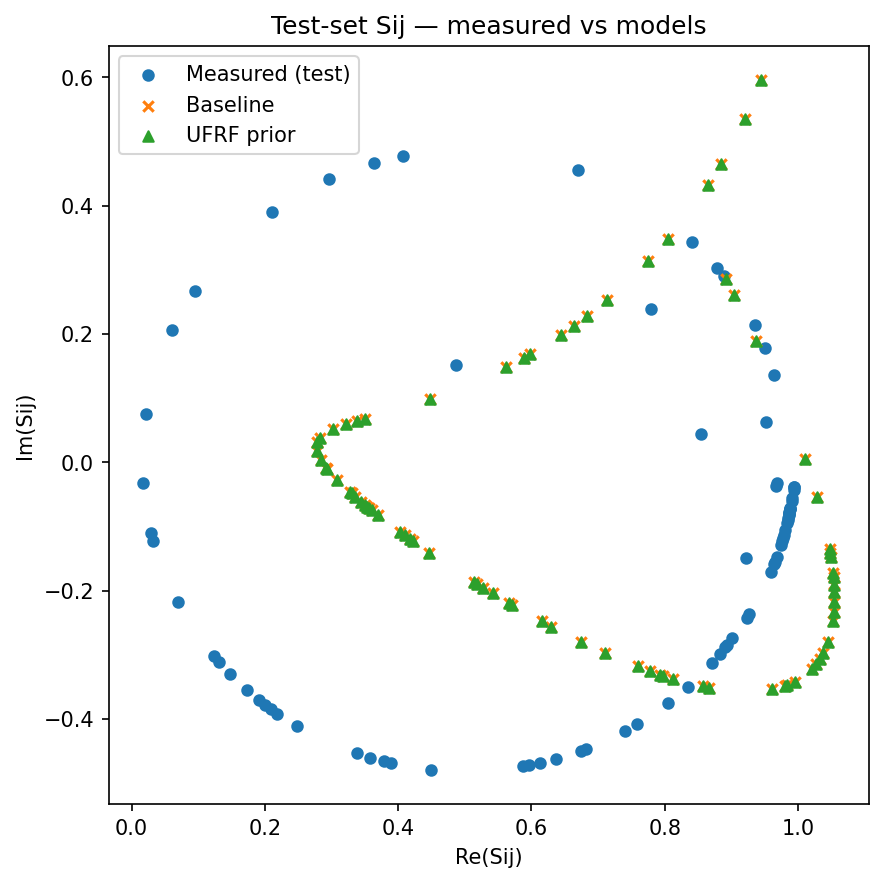 Test-set Sij — measured vs models
Measured (test)
Baseline
UFRF prior
0.6
0.4
0.2
0.0
−0.2
−0.4
Im(Sij)
0.0 0.2 0.4 0.6 0.8 1.0
Re(Sij)